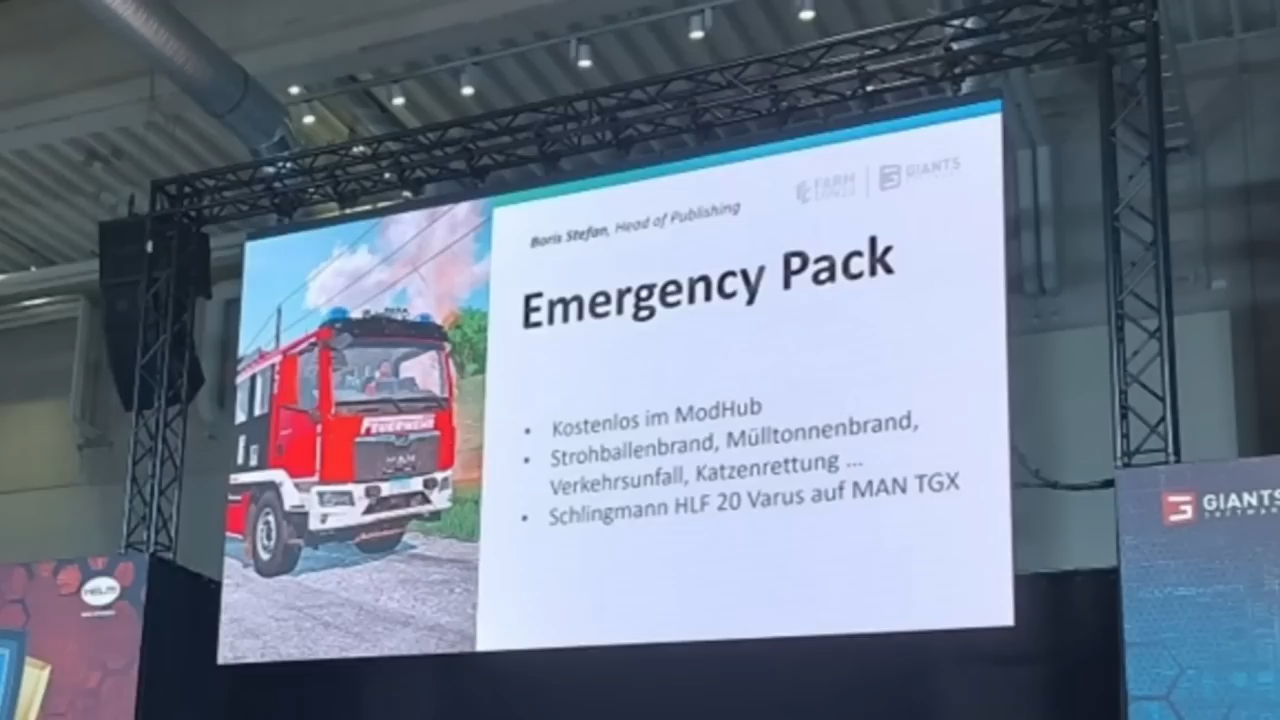 FARM
GIANTS
Boris Stefan, Head of Publishing
Emergency Pack
• Kostenlos im ModHub
• Strohballenbrand, Mülltonnenbrand,
Verkehrsunfall, Katzenrettung ...
• Schlingmann HLF 20 Varus auf MAN TGX
FEUERWEHR
MAN
GIANTS